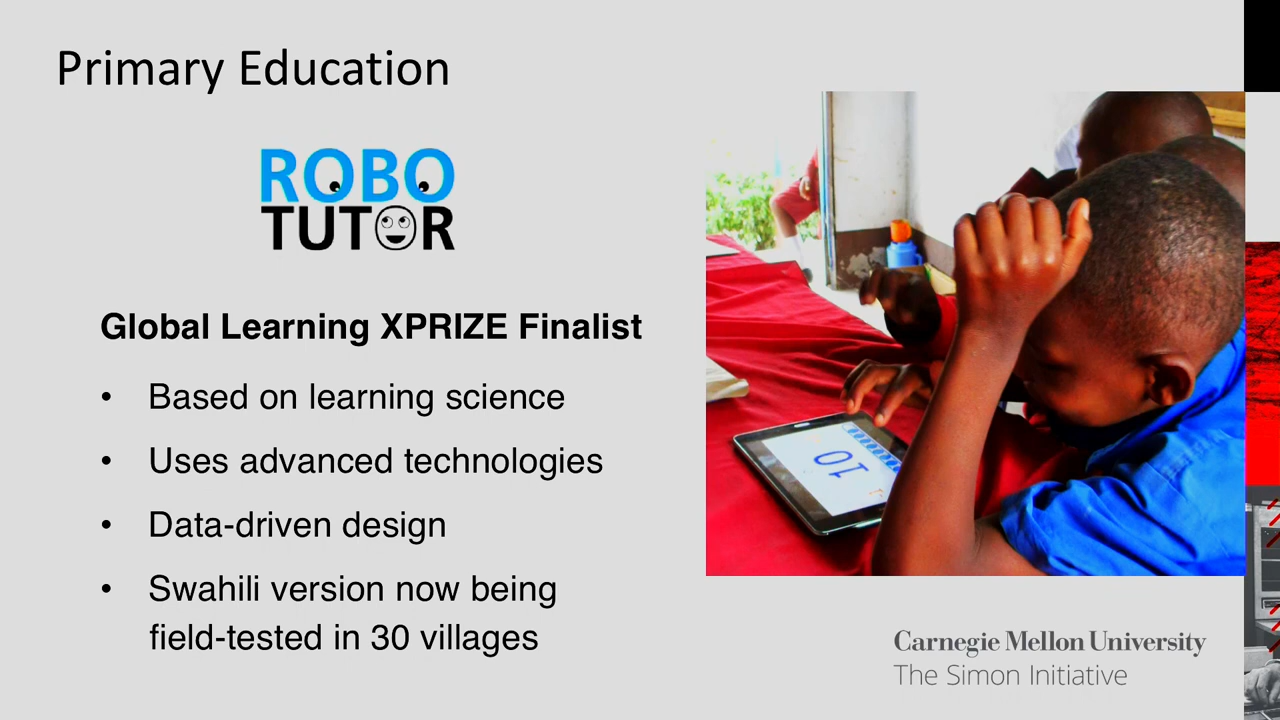 Primary Education
ROBO
TUTOR
Global Learning XPRIZE Finalist
• Based on learning science
• Uses advanced technologies
• Data-driven design
• Swahili version now being
field-tested in 30 villages
10
Carnegie Mellon University
The Simon Initiative